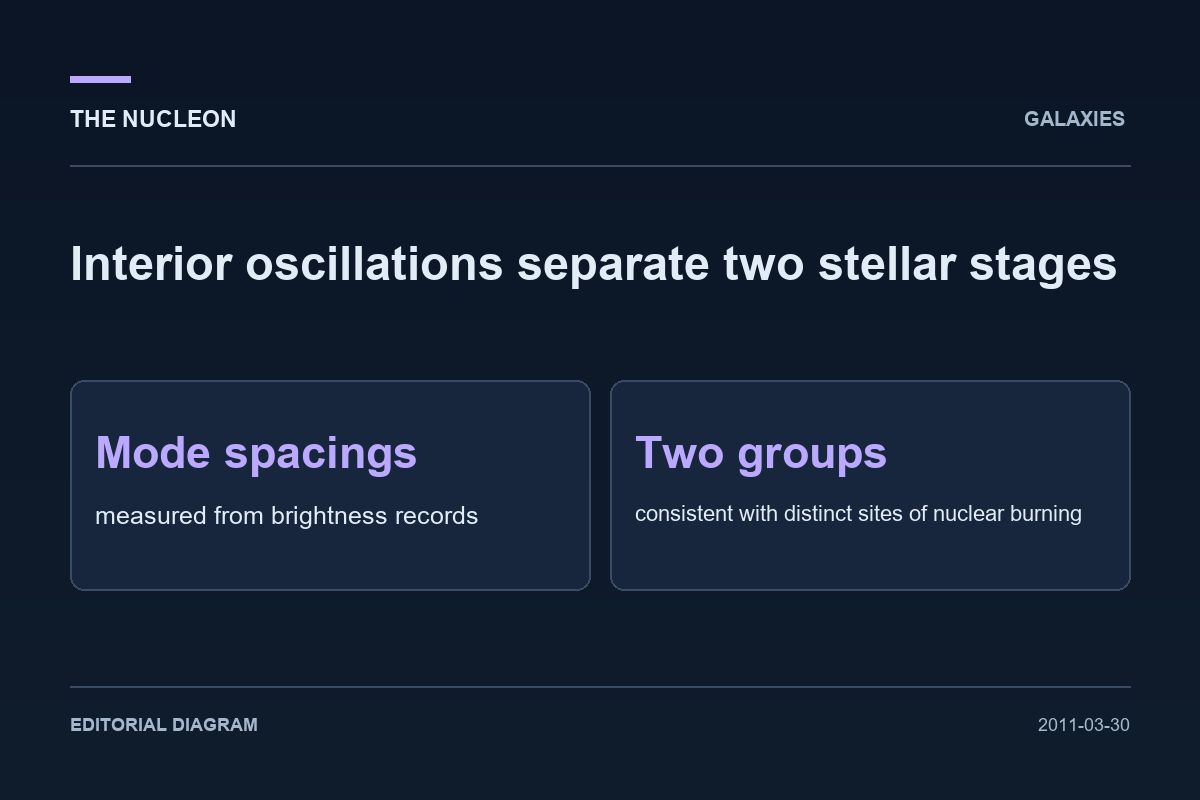 THE NUCLEON
GALAXIES
Interior oscillations separate two stellar stages
Mode spacings
measured from brightness records
Two groups
consistent with distinct sites of nuclear burning
EDITORIAL DIAGRAM
2011-03-30